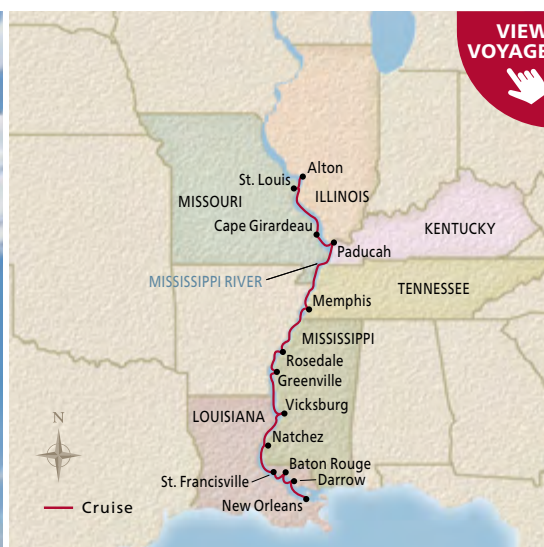 VIEW
VOYAGE
Alton
St. Louis
ILLINOIS
MISSOURI
Cape Girardeau
KENTUCKY
Paducah
MISSISSIPPI RIVER
TENNESSEE
Memphis
MISSISSIPPI
Rosedale
Greenville
LOUISIANA
Vicksburg
Natchez
N
Baton Rouge
St. Francisville
Darrow
New Orleans
Cruise